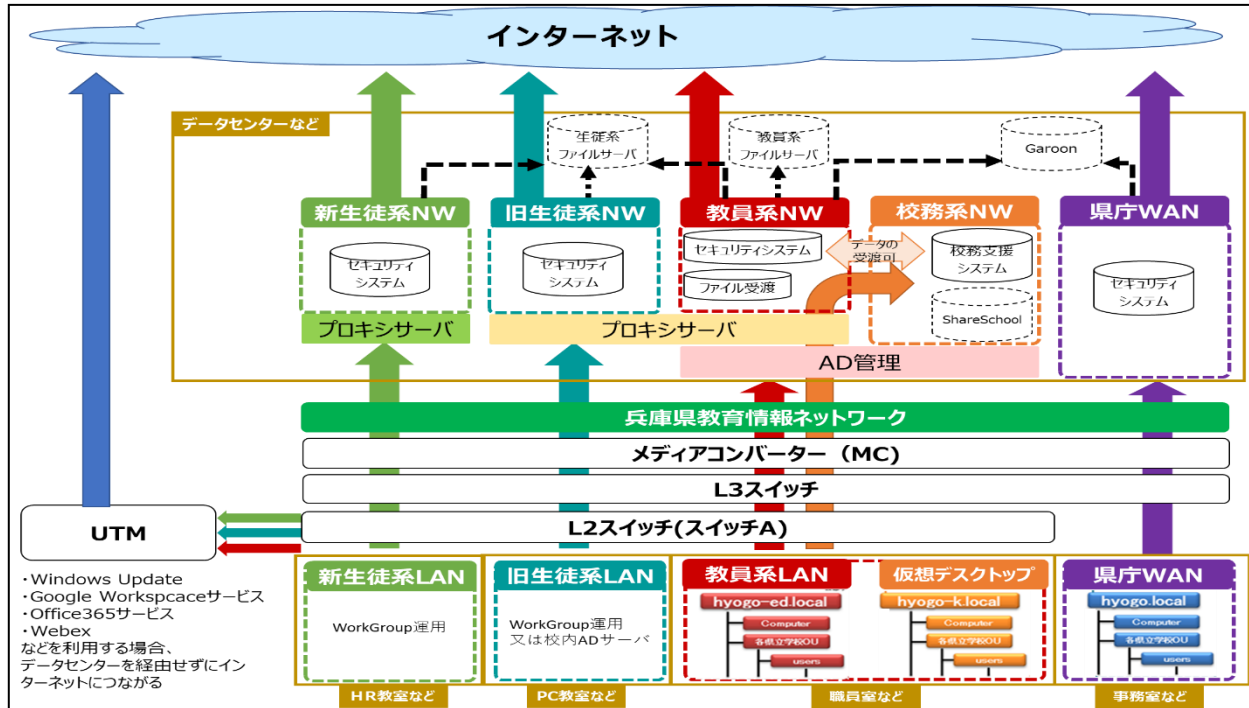 インターネット
データセンターなど
生徒系
ファイルサーバ
教員系
ファイルサーバ
Garoon
新生徒系NW
旧生徒系NW
教員系NW
校務系NW
県庁WAN
セキュリティ
システム
セキュリティ
システム
セキュリティシステム
ファイル受渡
データの
受渡可
校務支援
システム
ShareSchool
セキュリティ
システム
プロキシサーバ
プロキシサーバ
AD管理
兵庫県教育情報ネットワーク
メディアコンバーター（MC)
L3スイッチ
L2スイッチ(スイッチA)
UTM
・Windows Update
・Google Workspcaceサービス
・Office365サービス
・Webex
などを利用する場合、
データセンターを経由せずにイン
ターネットにつながる
新生徒系LAN
WorkGroup運用
HR教室など
旧生徒系LAN
WorkGroup運用
又は校内ADサーバ
PC教室など
教員系LAN
hyogo-ed.local
Computer
各県立学校OU
users
仮想デスクトップ
hyogo-k.local
Computer
各県立学校OU
users
職員室など
県庁WAN
hyogo.local
Computer
各県立学校OU
users
事務室など